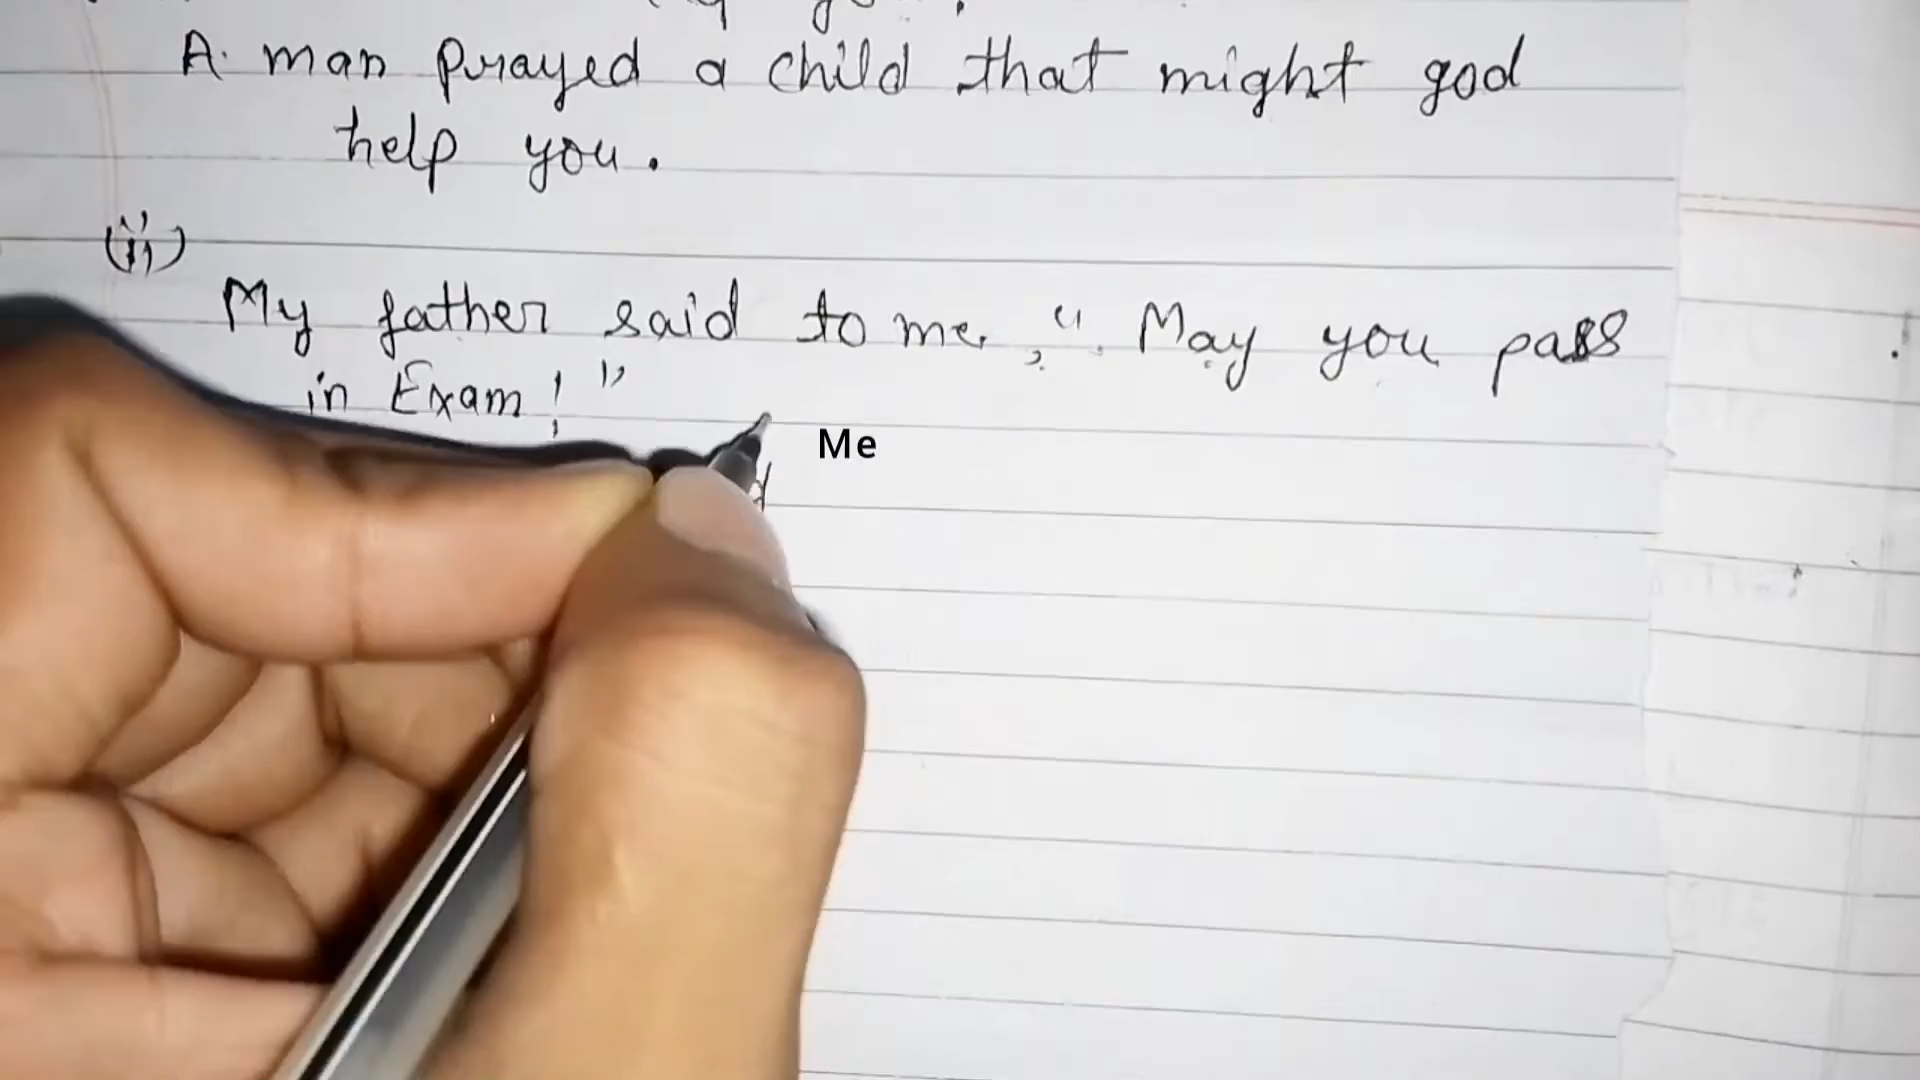 A. man prayed a child that might god
help you.
(ii)
My father said to me, " May you pass
in Exam! "
Me